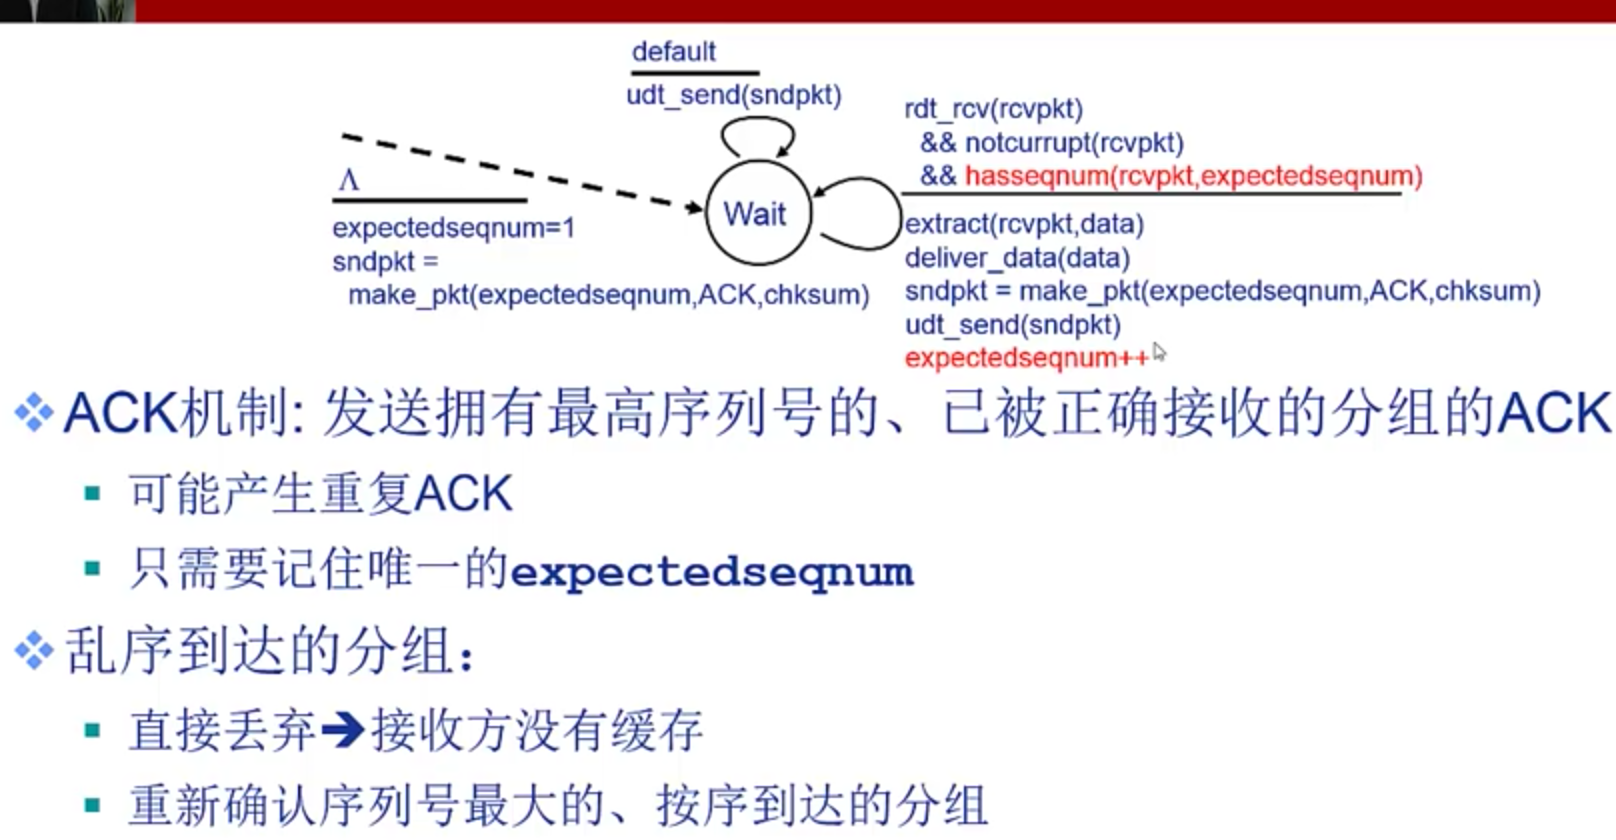 default
udt_send(sndpkt)
rdt_rcv(rcvpkt)
&& notcurrupt(rcvpkt)
&& hasseqnum(rcvpkt,expectedseqnum)
Λ
expectedseqnum=1
sndpkt =
make_pkt(expectedseqnum,ACK,chksum)
Wait
extract(rcvpkt,data)
deliver_data(data)
sndpkt = make_pkt(expectedseqnum,ACK,chksum)
udt_send(sndpkt)
expectedseqnum++
ACK机制: 发送拥有最高序列号的、已被正确接收的分组的ACK
可能产生重复ACK
只需要记住唯一的expectedseqnum
乱序到达的分组：
直接丢弃➔接收方没有缓存
重新确认序列号最大的、按序到达的分组